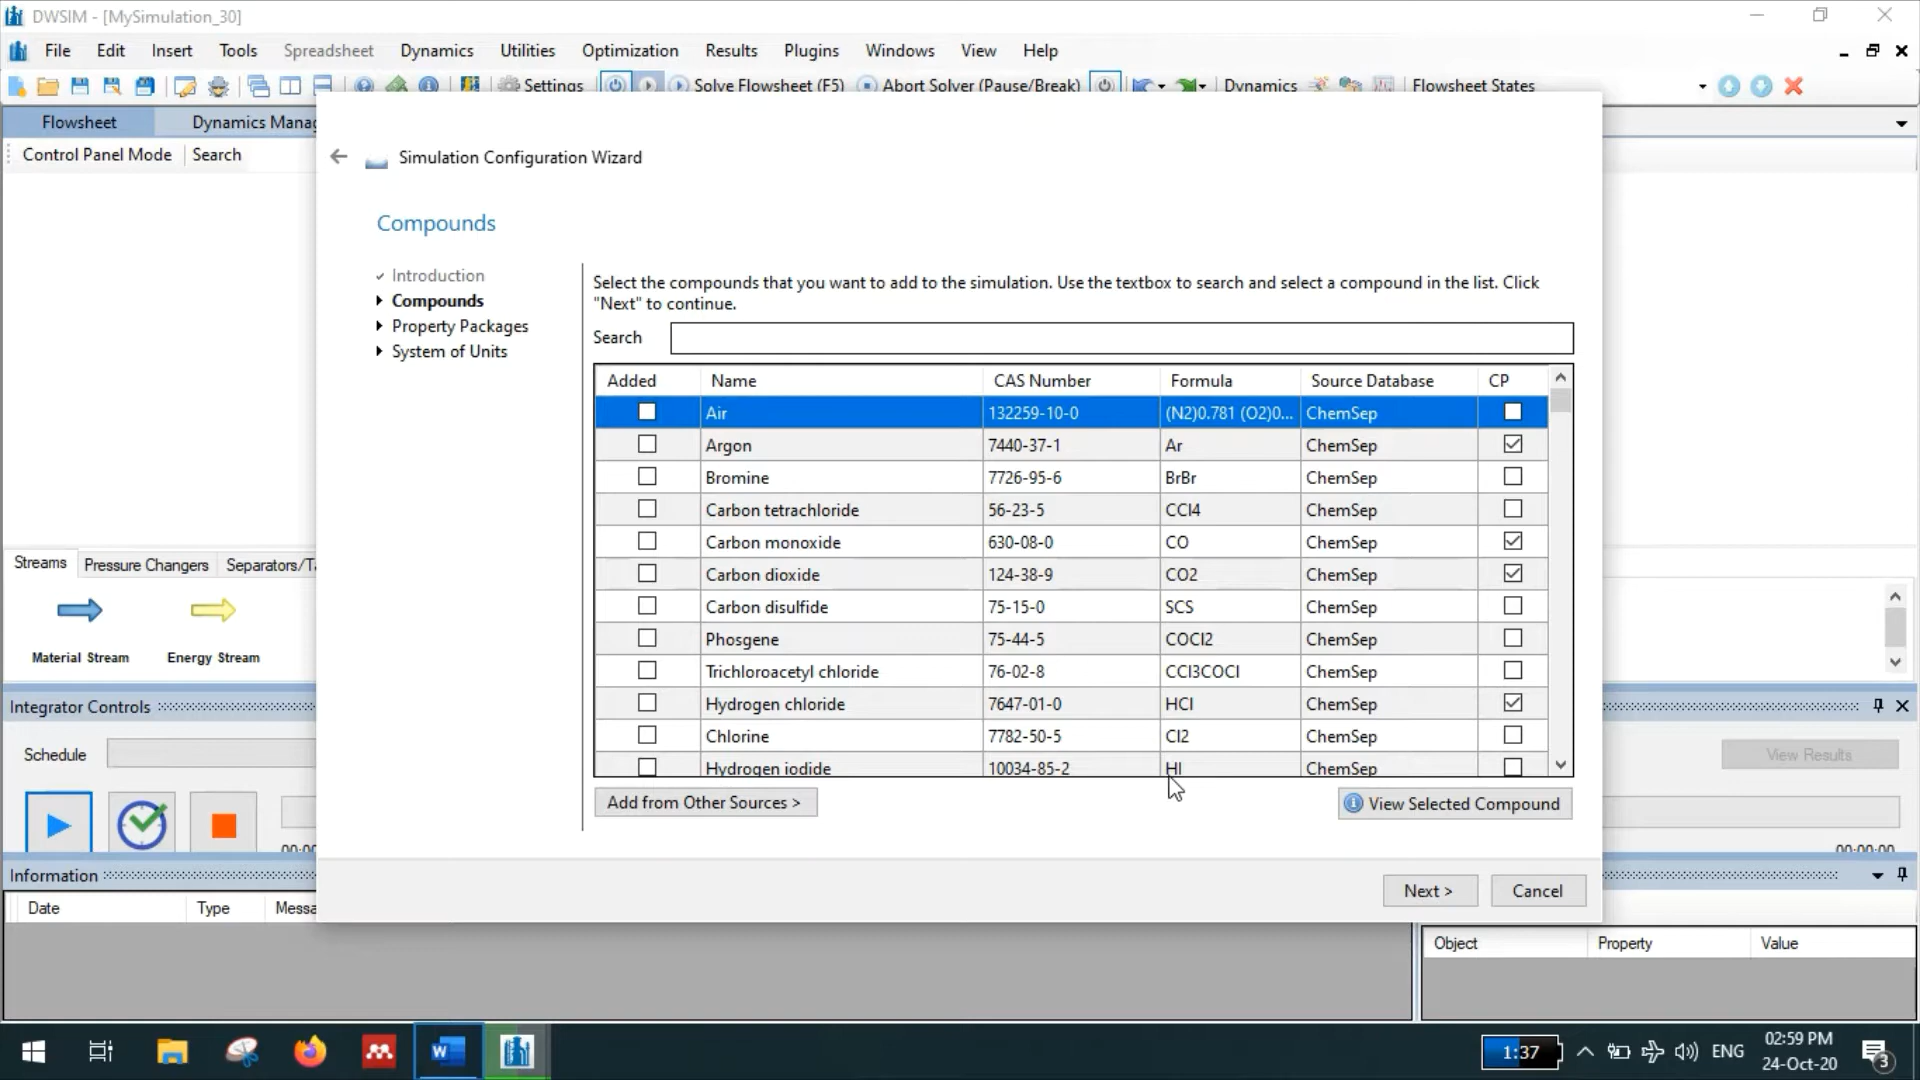 DWSIM - [MySimulation_30]
File Edit Insert Tools Spreadsheet Dynamics Utilities Optimization Results Plugins Windows View Help
Settings Solve Flowsheet (F5) Abort Solver (Pause/Break) Dynamics Flowsheet States
Flowsheet Dynamics Manag
Control Panel Mode Search
Simulation Configuration Wizard
Compounds
Introduction
Compounds
Property Packages
System of Units
Select the compounds that you want to add to the simulation. Use the textbox to search and select a compound in the list. Click
"Next" to continue.
Search
Added Name CAS Number Formula Source Database CP
Air 132259-10-0 (N2)0.781 (O2)0... ChemSep
Argon 7440-37-1 Ar ChemSep
Bromine 7726-95-6 BrBr ChemSep
Carbon tetrachloride 56-23-5 CCl4 ChemSep
Carbon monoxide 630-08-0 CO ChemSep
Carbon dioxide 124-38-9 CO2 ChemSep
Carbon disulfide 75-15-0 SCS ChemSep
Phosgene 75-44-5 COCl2 ChemSep
Trichloroacetyl chloride 76-02-8 CCl3COCl ChemSep
Hydrogen chloride 7647-01-0 HCl ChemSep
Chlorine 7782-50-5 Cl2 ChemSep
Hydrogen iodide 10034-85-2 HI ChemSep
Add from Other Sources > View Selected Compound
Next > Cancel
Streams Pressure Changers Separators/Ta
Material Stream Energy Stream
Integrator Controls
Schedule View Results
00:00:00
Information
Date Type Messa
Object Property Value
W
1:37 ENG 02:59 PM
24-Oct-20 3